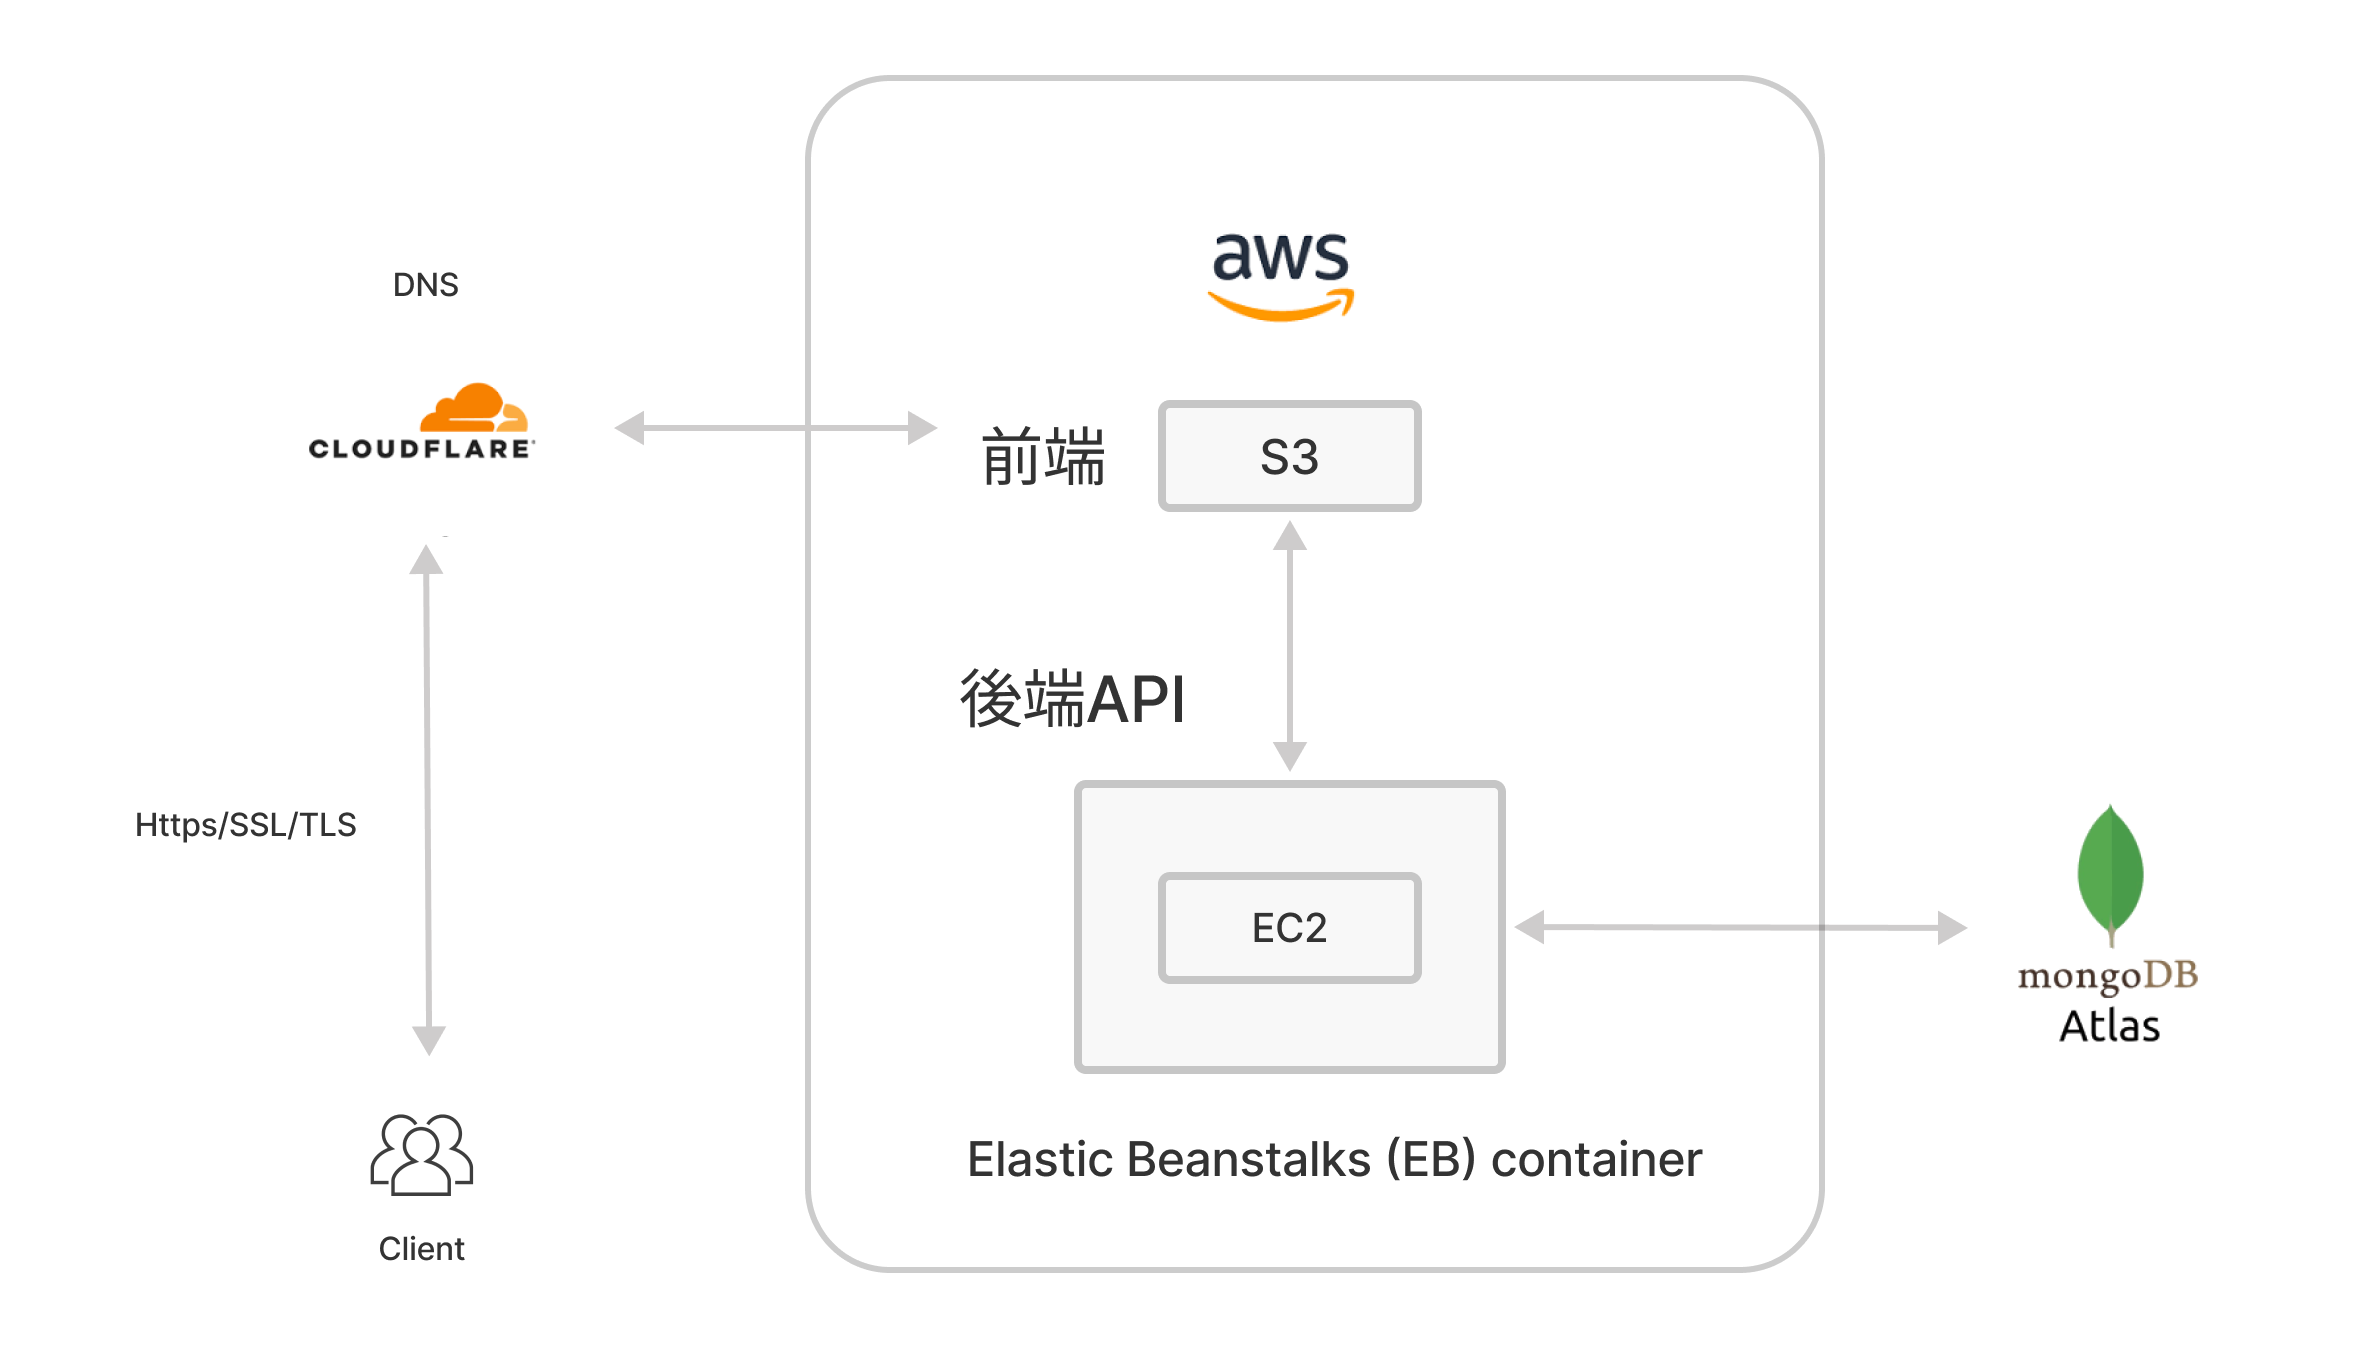 DNS
CLOUDFLARE
Https/SSL/TLS
Client
aws
前端
S3
後端API
EC2
Elastic Beanstalks (EB) container
mongoDB
Atlas